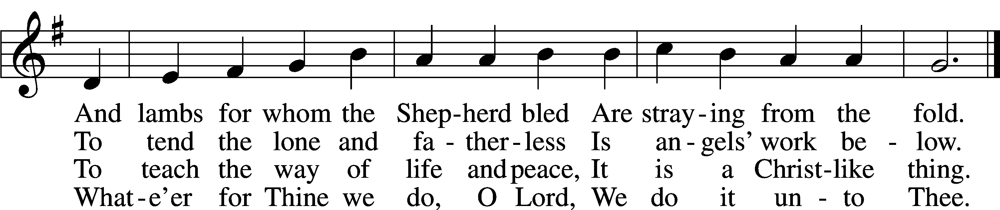 And lambs for whom the Shep-herd bled Are stray-ing from the fold.
To tend the lone and fa-ther-less Is an-gels’ work be-low.
To teach the way of life and peace, It is a Christ-like thing.
What-e’er for Thine we do, O Lord, We do it un-to Thee.